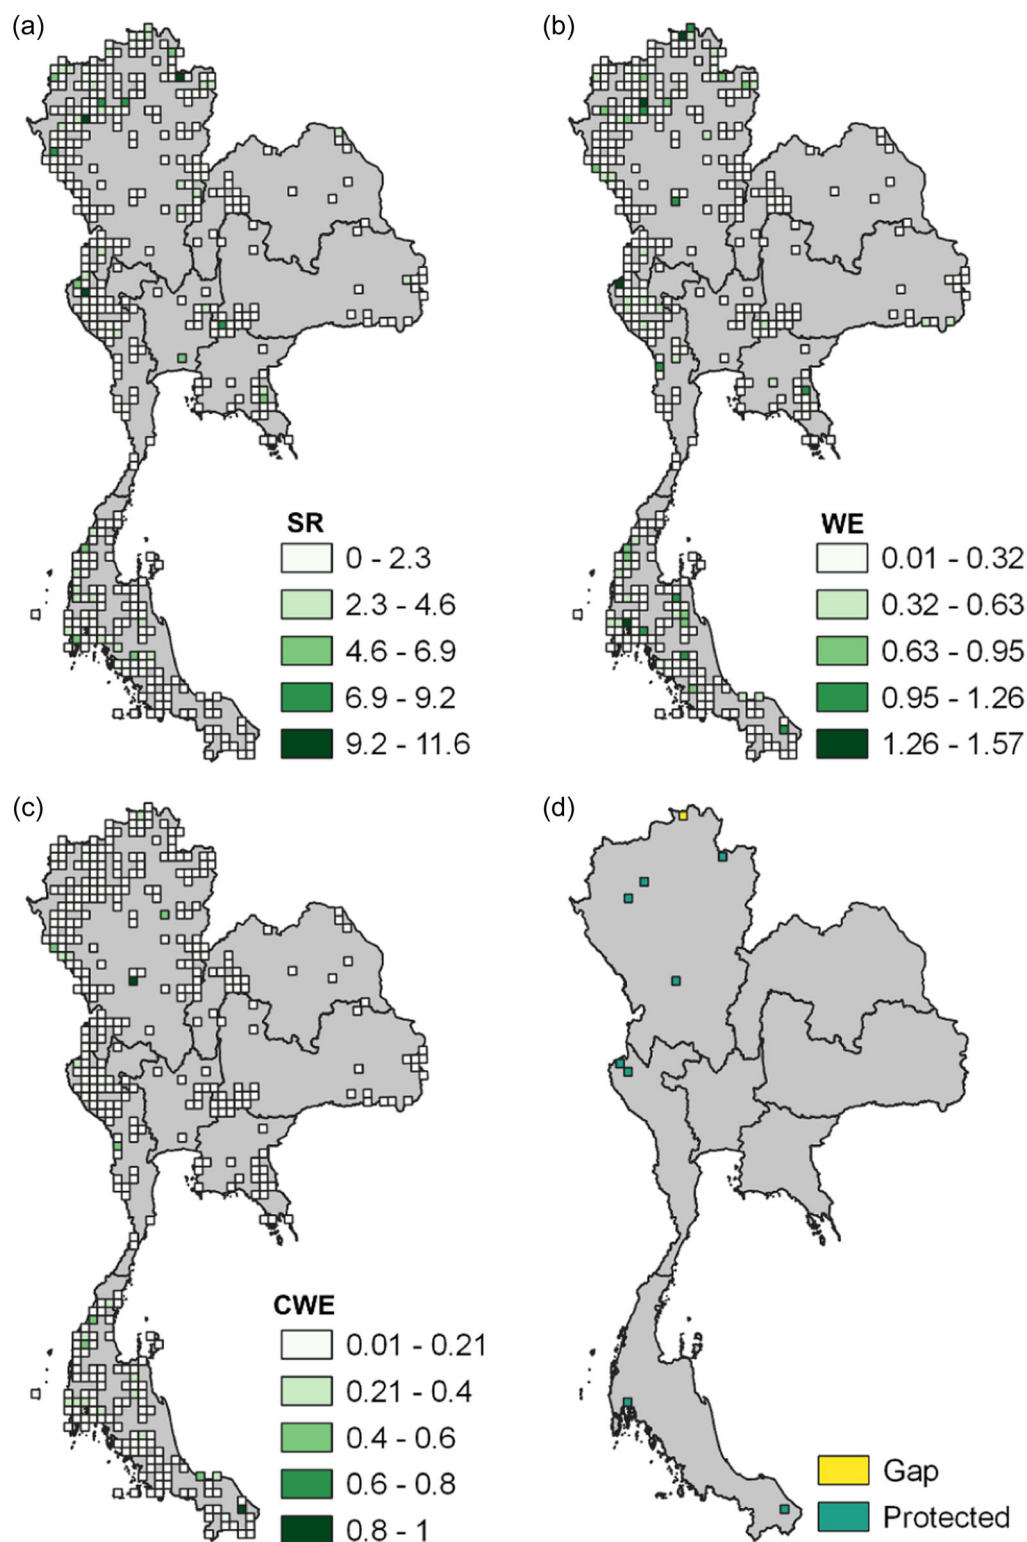 (a)
(b)
SR
0 - 2.3
2.3 - 4.6
4.6 - 6.9
6.9 - 9.2
9.2 - 11.6
WE
0.01 - 0.32
0.32 - 0.63
0.63 - 0.95
0.95 - 1.26
1.26 - 1.57
(c)
(d)
CWE
0.01 - 0.21
0.21 - 0.4
0.4 - 0.6
0.6 - 0.8
0.8 - 1
Gap
Protected